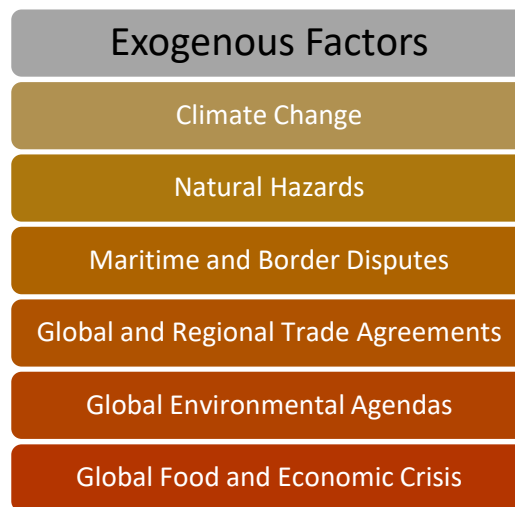 Exogenous Factors
Climate Change
Natural Hazards
Maritime and Border Disputes
Global and Regional Trade Agreements
Global Environmental Agendas
Global Food and Economic Crisis